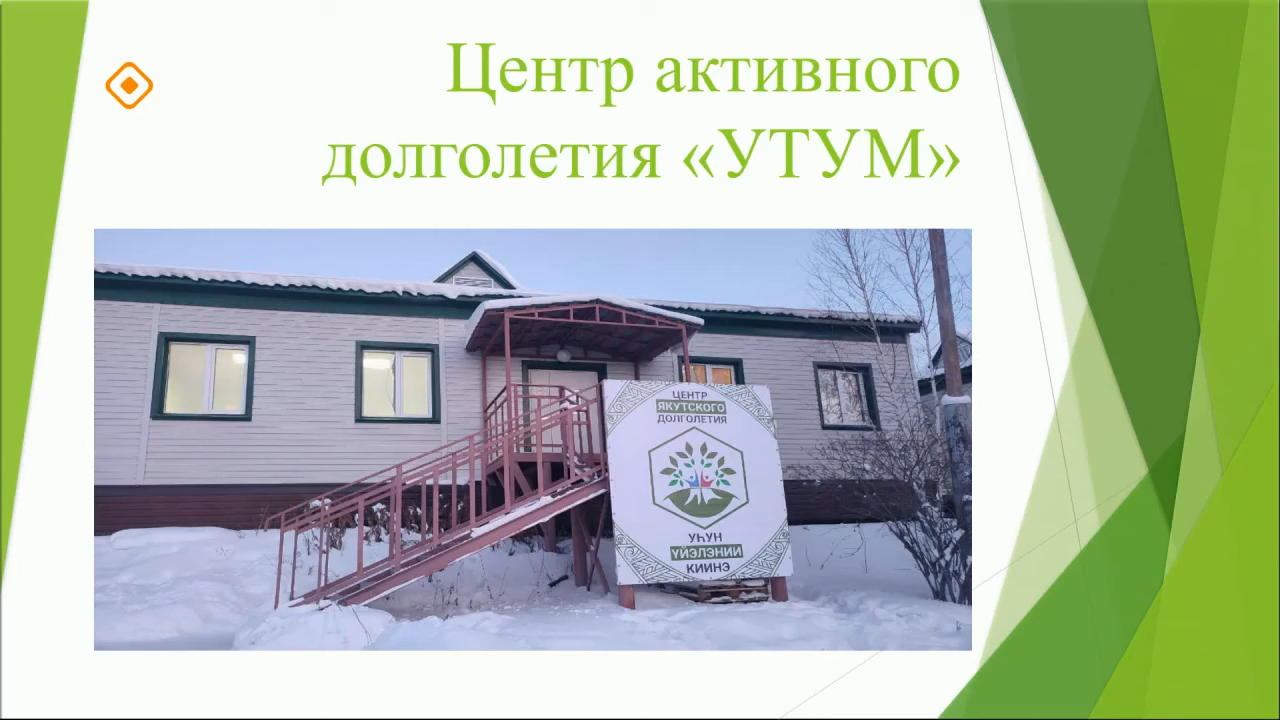 Центр активного
долголетия «УТУМ»
ЦЕНТР
ЯКУТСКОГО
ДОЛГОЛЕТИЯ
УҺУН
ҮЙЭЛЭНИИ
КИИНЭ